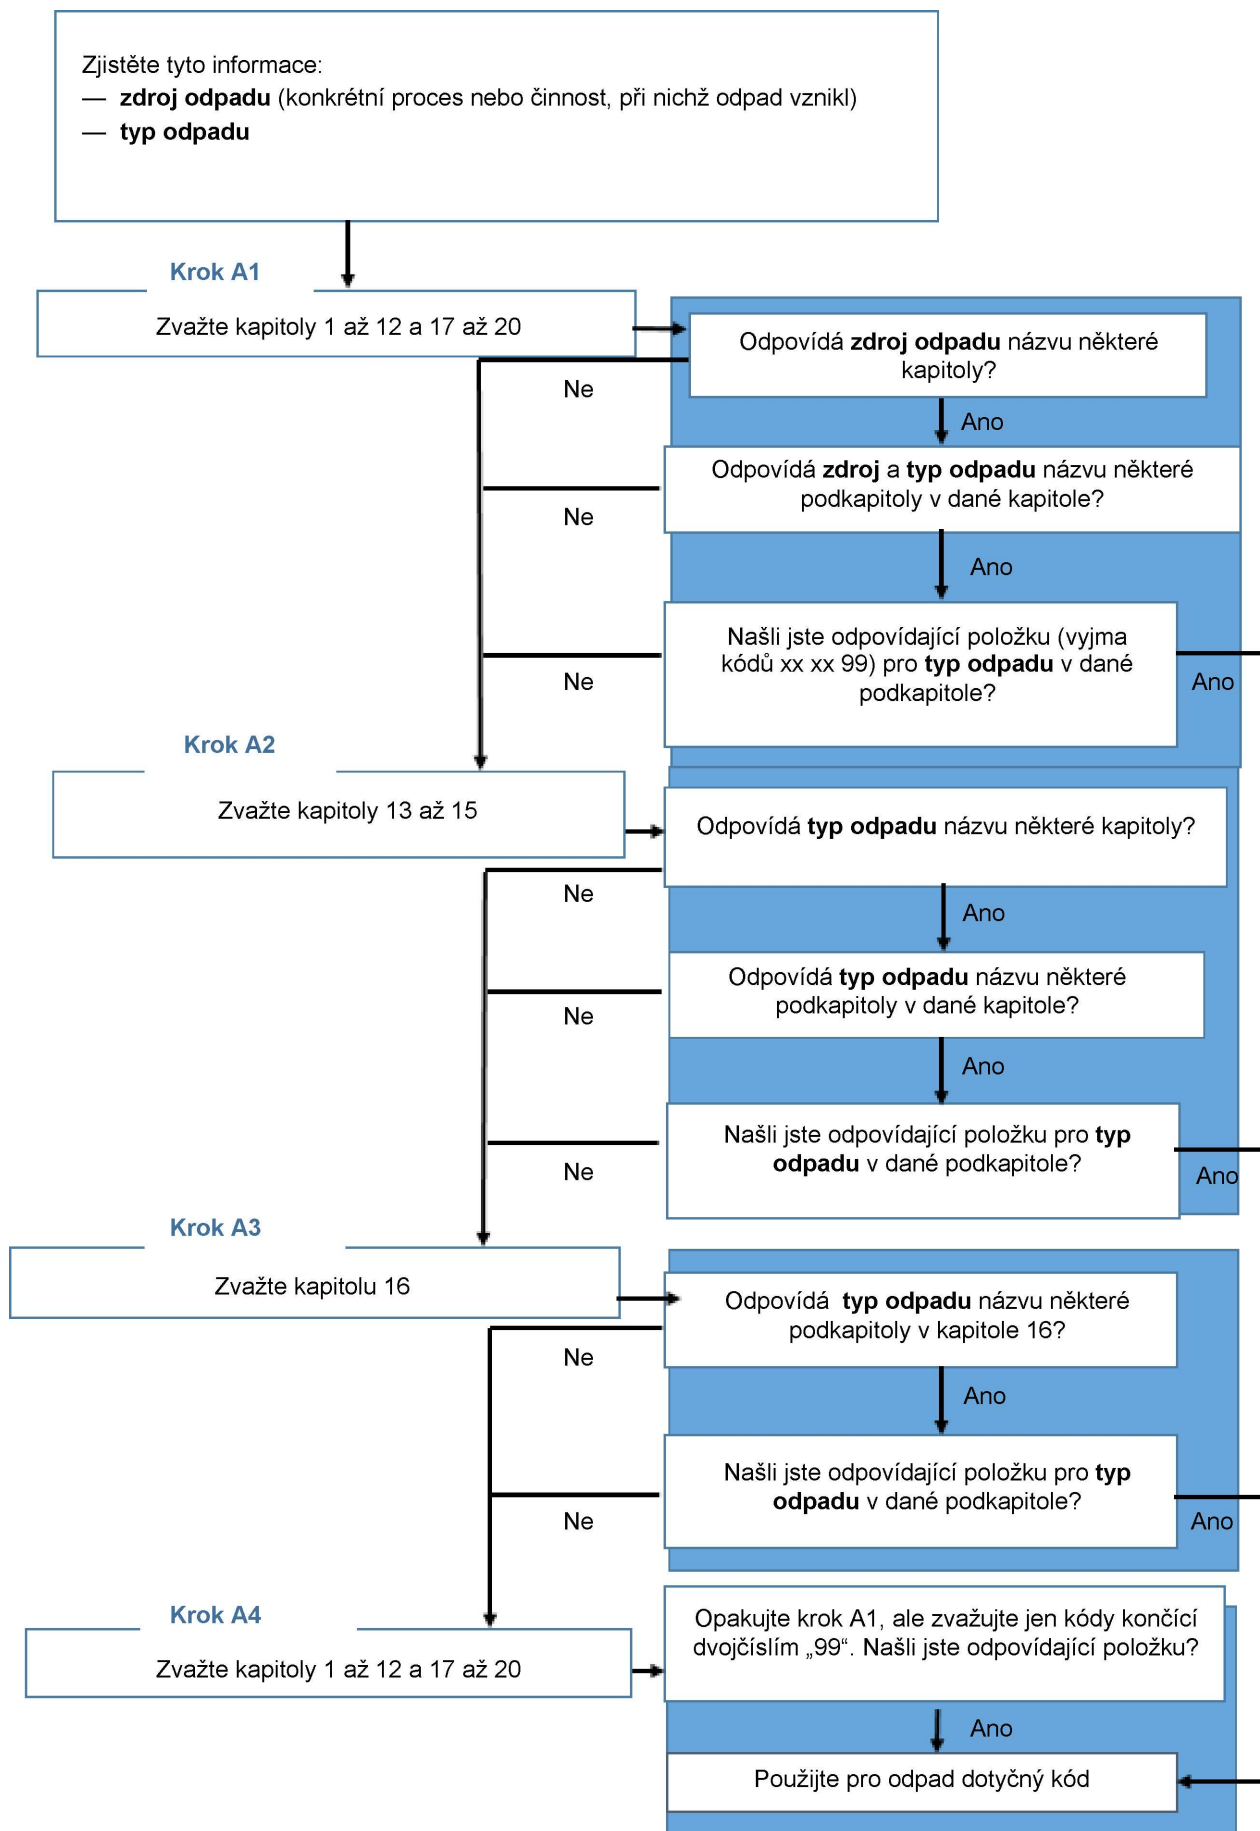 Zjistěte tyto informace:
— zdroj odpadu (konkrétní proces nebo činnost, při nichž odpad vznikl)
— typ odpadu
Krok A1
Zvažte kapitoly 1 až 12 a 17 až 20
Odpovídá zdroj odpadu názvu některé
kapitoly?
Ne
Ano
Odpovídá zdroj a typ odpadu názvu některé
podkapitoly v dané kapitole?
Ne
Ano
Našli jste odpovídající položku (vyjma
kódů xx xx 99) pro typ odpadu v dané
podkapitole?
Ne
Ano
Krok A2
Zvažte kapitoly 13 až 15
Odpovídá typ odpadu názvu některé kapitoly?
Ne
Ano
Odpovídá typ odpadu názvu některé
podkapitoly v dané kapitole?
Ne
Ano
Našli jste odpovídající položku pro typ
odpadu v dané podkapitole?
Ne
Ano
Krok A3
Zvažte kapitolu 16
Odpovídá typ odpadu názvu některé
podkapitoly v kapitole 16?
Ne
Ano
Našli jste odpovídající položku pro typ
odpadu v dané podkapitole?
Ne
Ano
Krok A4
Zvažte kapitoly 1 až 12 a 17 až 20
Opakujte krok A1, ale zvažujte jen kódy končící
dvojčíslím „99“. Našli jste odpovídající položku?
Ano
Použijte pro odpad dotyčný kód